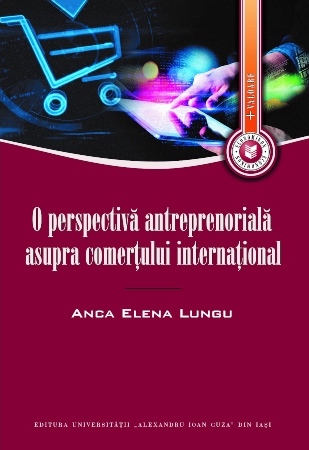 + VALOARE
O perspectivă antreprenorială
asupra comerțului internațional
ANCA ELENA LUNGU
EDITURA UNIVERSITĂȚII „ALEXANDRU IOAN CUZA” DIN IAȘI